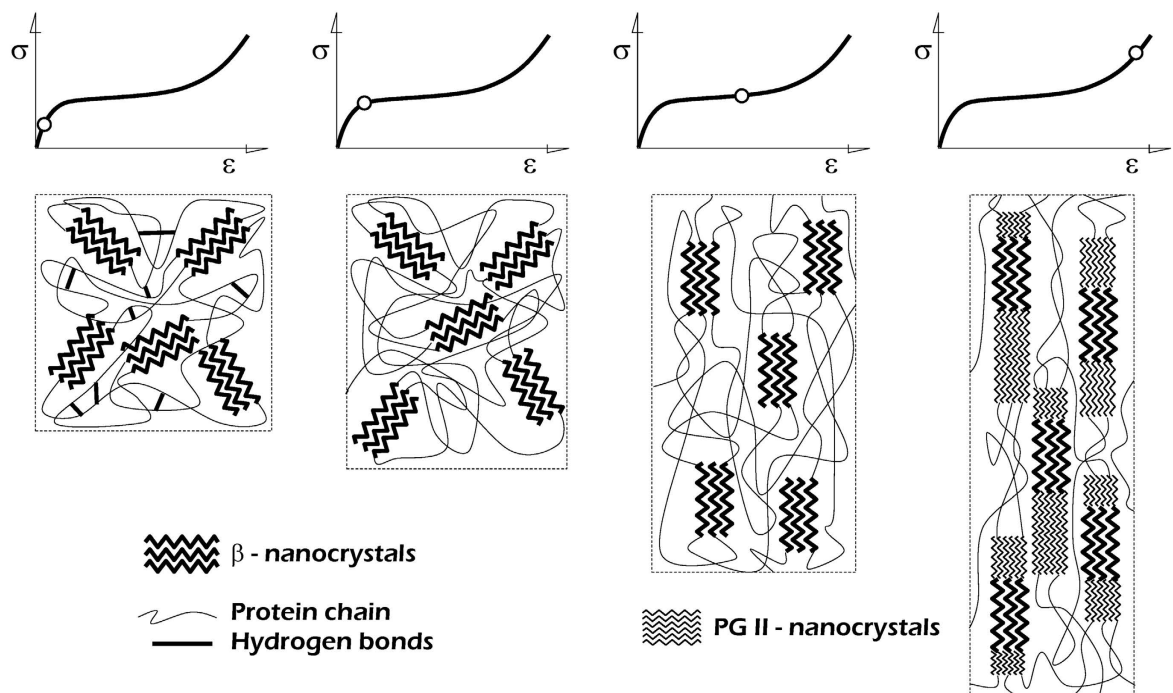 σ
ε
σ
ε
σ
ε
σ
ε
β - nanocrystals
Protein chain
Hydrogen bonds
PG II - nanocrystals